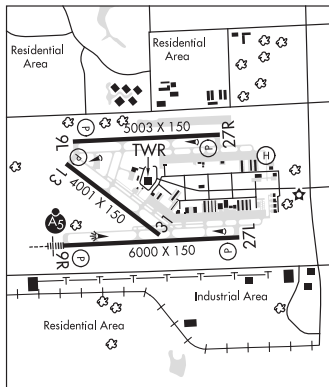 Residential
Area
Residential
Area
5003 X 150
9L
27R
P
P
TWR
H
13
4001 X 150
31
A5
9R
6000 X 150
27L
P
P
Industrial Area
Residential Area